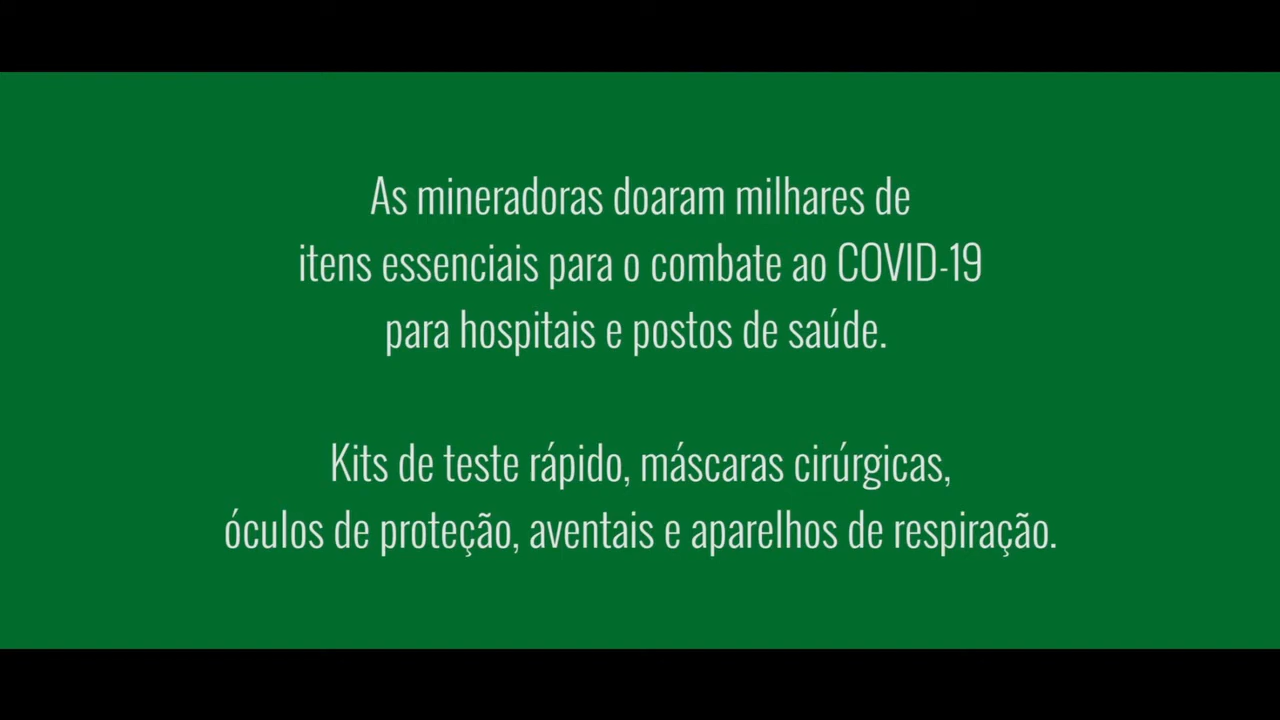 As mineradoras doaram milhares de
itens essenciais para o combate ao COVID-19
para hospitais e postos de saúde.
Kits de teste rápido, máscaras cirúrgicas,
óculos de proteção, aventais e aparelhos de respiração.